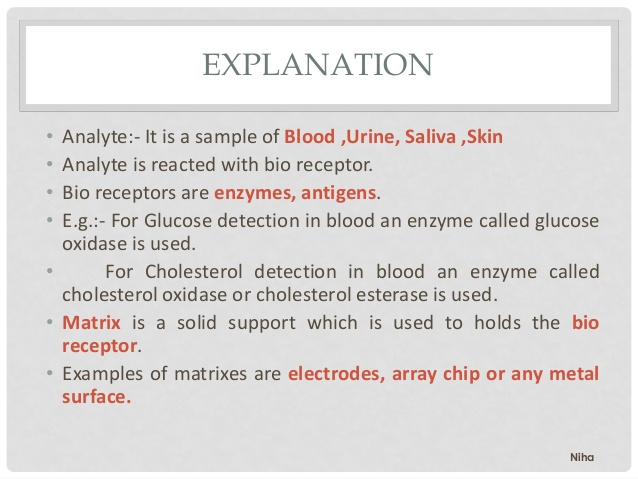 EXPLANATION
• Analyte:- It is a sample of Blood ,Urine, Saliva ,Skin
• Analyte is reacted with bio receptor.
• Bio receptors are enzymes, antigens.
• E.g.:- For Glucose detection in blood an enzyme called glucose
oxidase is used.
• For Cholesterol detection in blood an enzyme called
cholesterol oxidase or cholesterol esterase is used.
• Matrix is a solid support which is used to holds the bio
receptor.
• Examples of matrixes are electrodes, array chip or any metal
surface.
Niha